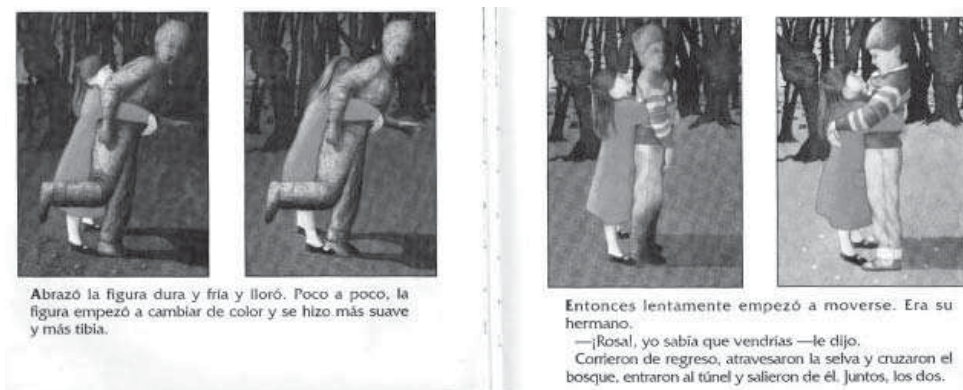 Abrazó la figura dura y fría y lloró. Poco a poco, la
figura empezó a cambiar de color y se hizo más suave
y más tibia.
Entonces lentamente empezó a moverse. Era su
hermano.
—¡Rosa!, yo sabía que vendrías —le dijo.
Corrieron de regreso, atravesaron la selva y cruzaron el
bosque, entraron al túnel y salieron de él. Juntos, los dos.